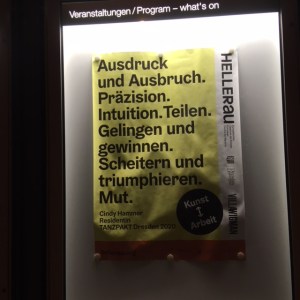 Veranstaltungen / Program – what's on
Ausdruck
und Ausbruch.
Präzision.
Intuition.Teilen.
Gelingen und
gewinnen.
Scheitern und
triumphieren.
Mut.
Cindy Hammer
Residentin
TANZPAKT Dresden
HELLERAU
Kunst
Arbeit